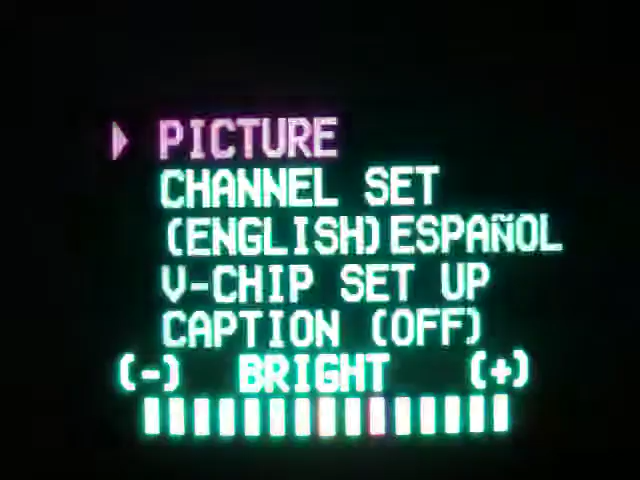 PICTURE
CHANNEL SET
(ENGLISH) ESPAÑOL
V-CHIP SET UP
CAPTION (OFF)
(-) BRIGHT (+)